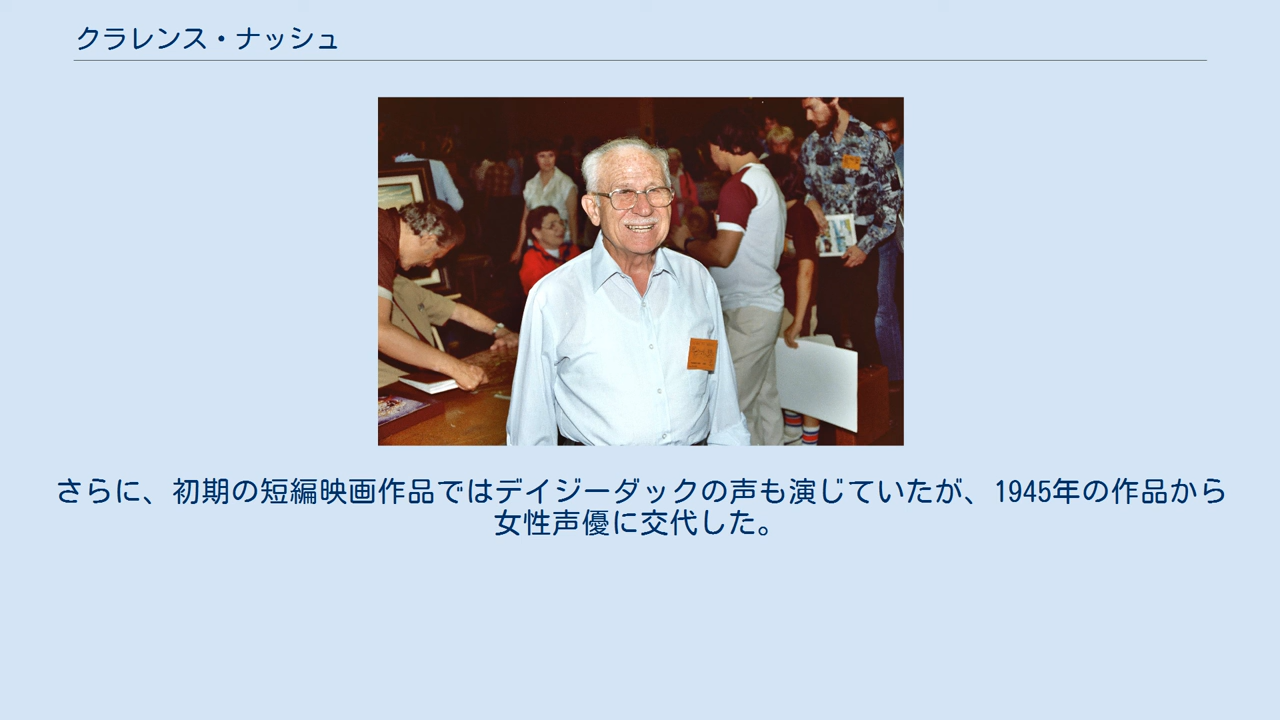 クラレンス・ナッシュ
さらに、初期の短編映画作品ではデイジーダックの声も演じていたが、1945年の作品から
女性声優に交代した。